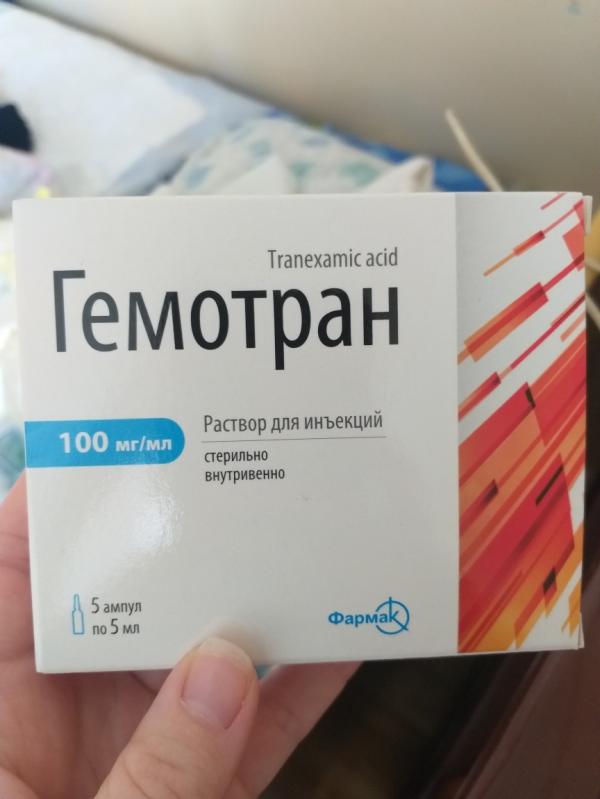 Tranexamic acid
Гемотран
100 мг/мл
Раствор для инъекций
стерильно
внутривенно
5 ампул
по 5 мл
Фармак